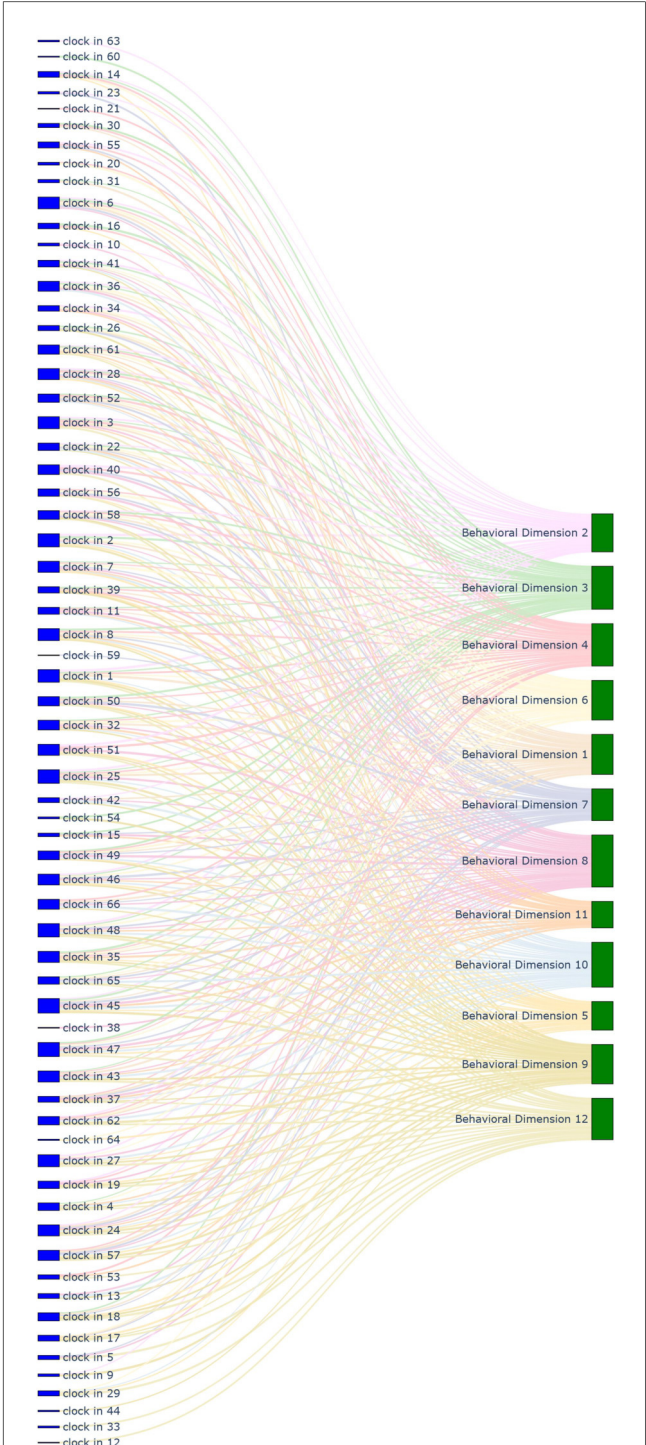 clock in 63
clock in 60
clock in 14
clock in 23
clock in 21
clock in 30
clock in 55
clock in 20
clock in 31
clock in 6
clock in 16
clock in 10
clock in 41
clock in 36
clock in 34
clock in 26
clock in 61
clock in 28
clock in 52
clock in 3
clock in 22
clock in 40
clock in 56
clock in 58
clock in 2
clock in 7
clock in 39
clock in 11
clock in 8
clock in 59
clock in 1
clock in 50
clock in 32
clock in 51
clock in 25
clock in 42
clock in 54
clock in 15
clock in 49
clock in 46
clock in 66
clock in 48
clock in 35
clock in 65
clock in 45
clock in 38
clock in 47
clock in 43
clock in 37
clock in 62
clock in 64
clock in 27
clock in 19
clock in 4
clock in 24
clock in 57
clock in 53
clock in 13
clock in 18
clock in 17
clock in 5
clock in 9
clock in 29
clock in 44
clock in 33
clock in 12
Behavioral Dimension 2
Behavioral Dimension 3
Behavioral Dimension 4
Behavioral Dimension 6
Behavioral Dimension 1
Behavioral Dimension 7
Behavioral Dimension 8
Behavioral Dimension 11
Behavioral Dimension 10
Behavioral Dimension 5
Behavioral Dimension 9
Behavioral Dimension 12